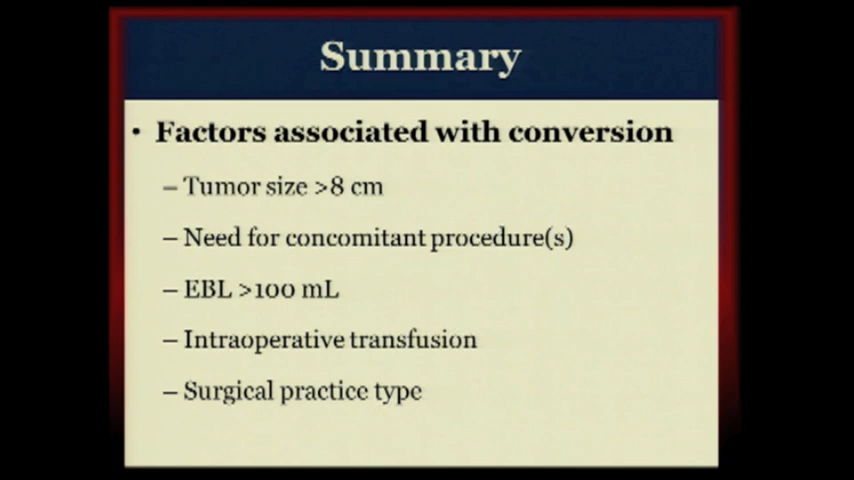 Summary
• Factors associated with conversion
– Tumor size >8 cm
– Need for concomitant procedure(s)
– EBL >100 mL
– Intraoperative transfusion
– Surgical practice type